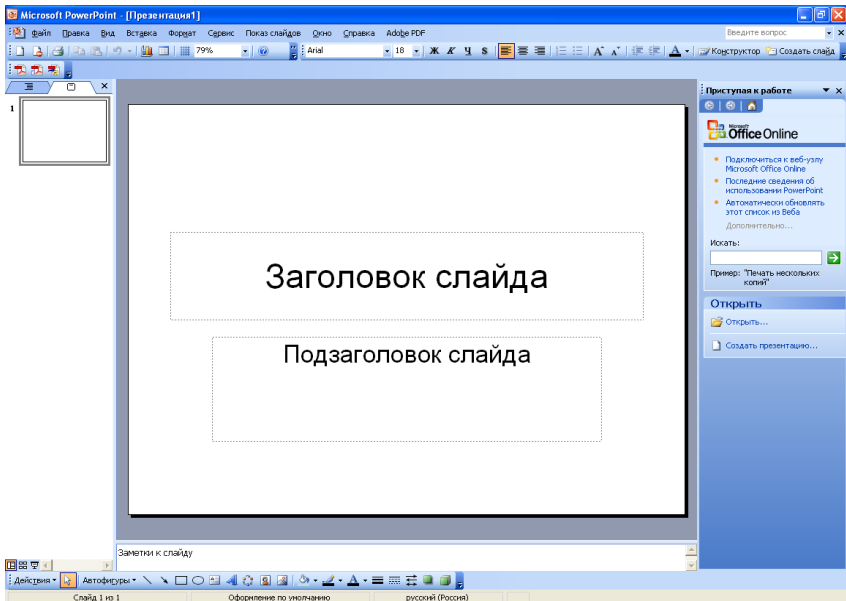 Microsoft PowerPoint - [Презентация1]
Файл Правка Вид Вставка Формат Сервис Показ слайдов Окно Справка Adobe PDF Введите вопрос
79% Arial 18 Ж К Ч S А А А Конструктор Создать слайд
1
Приступая к работе
Microsoft
Office Online
Подключиться к веб-узлу
Microsoft Office Online
Последние сведения об
использовании PowerPoint
Автоматически обновлять
этот список из Веба
Дополнительно...
Искать:
Пример: "Печать нескольких
копий"
Открыть
Открыть...
Создать презентацию...
Заголовок слайда
Подзаголовок слайда
Заметки к слайду
Действия Автофигуры А
Слайд 1 из 1 Оформление по умолчанию русский (Россия)